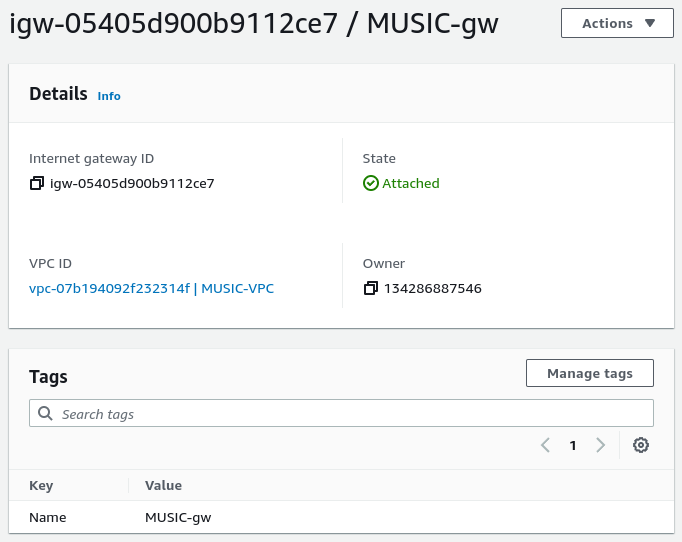 igw-05405d900b9112ce7 / MUSIC-gw
Actions
Details Info
Internet gateway ID
igw-05405d900b9112ce7
State
Attached
VPC ID
vpc-07b194092f232314f | MUSIC-VPC
Owner
134286887546
Tags
Manage tags
Search tags
1
Key Value
Name MUSIC-gw